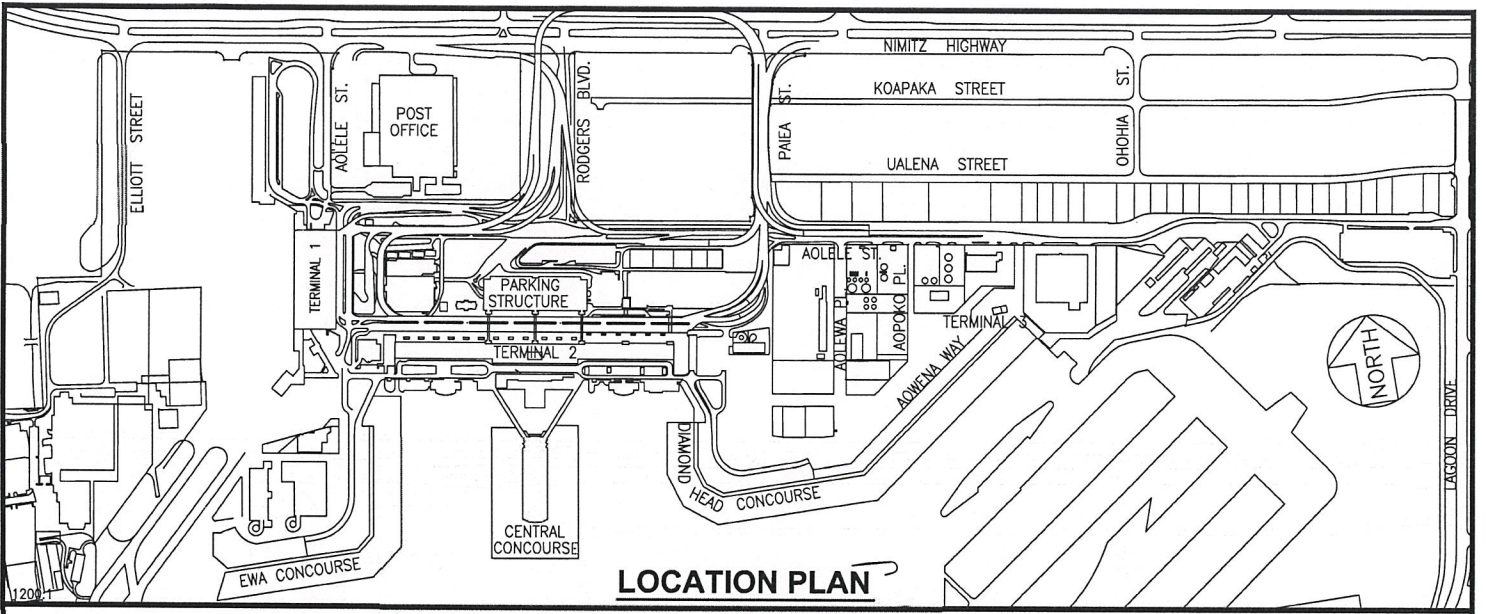 NIMITZ HIGHWAY
KOAPAKA STREET
UALENA STREET
ELLIOTT STREET
AOLELE ST.
POST
OFFICE
RODGERS BLVD.
PAIEA ST.
OHOHIA ST.
TERMINAL 1
PARKING
STRUCTURE
AOLELE ST.
AOLEWA PL.
AOPOKO PL.
TERMINAL 3
TERMINAL 2
AOWENA WAY
NORTH
LAGOON DRIVE
DIAMOND
HEAD CONCOURSE
CENTRAL
CONCOURSE
EWA CONCOURSE
LOCATION PLAN